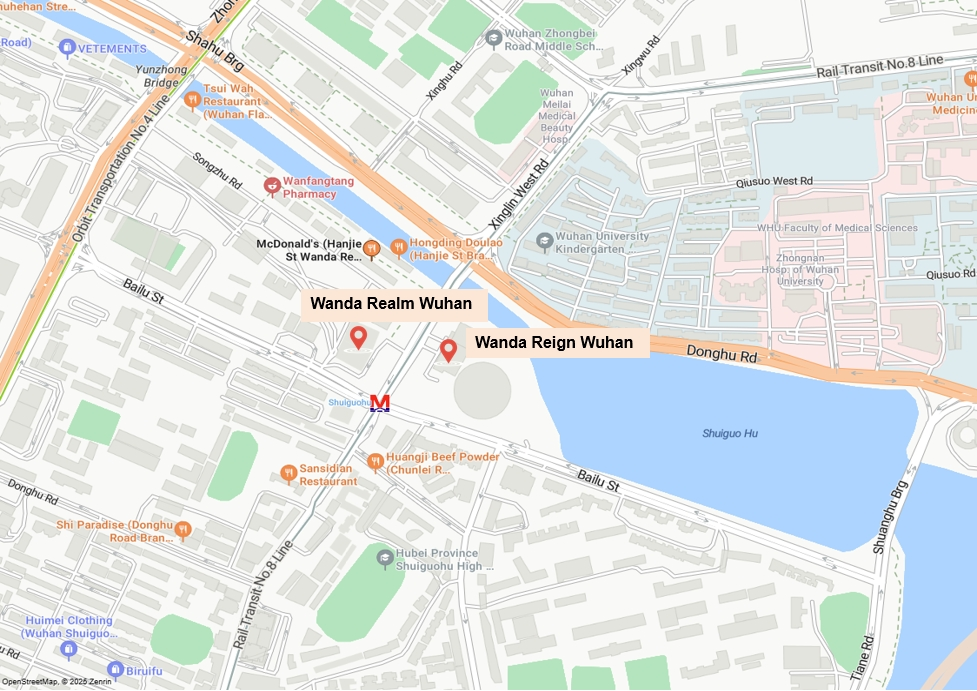 muhehan Stre...
Road)
VETEMENTS
Shahu Brg
Yunzhong
Bridge
Tsui Wah
Restaurant
(Wuhan Fla...
Orbit-Transportation No.4 Line
Songzhu Rd
Wanfangtang
Pharmacy
Wuhan Zhongbei
Road Middle Sch...
Xinghu Rd
Xingwu Rd
Wuhan
Meilai
Medical
Beauty
Hosp
Rail-Transit No.8 Line
Wuhan Un
Medicin
Qiusuo West Rd
Xinglin West Rd
Wuhan University
Kindergarten
WHU Faculty of Medical Sciences
Zhongnan
Hosp of Wuhan
University
Qiusuo Rd
McDonald's (Hanjie
St Wanda Re...
Hongding Doulao
(Hanjie St Bra...
Bailu St
Wanda Realm Wuhan
Wanda Reign Wuhan
Donghu Rd
Shuiguohu
M
Shuiguo Hu
Huangji Beef Powder
(Chunlei R...
Sansidian
Restaurant
Bailu St
Donghu Rd
Shi Paradise (Donghu
Road Bran...
Shuanghu Brg
Hubei Province
Shuiguohu High ...
Rail-Transit No.8 Line
Huimei Clothing
(Wuhan Shuiguo...
Biruifu
Tiane Rd
OpenStreetMap, © 2025 Zenrin